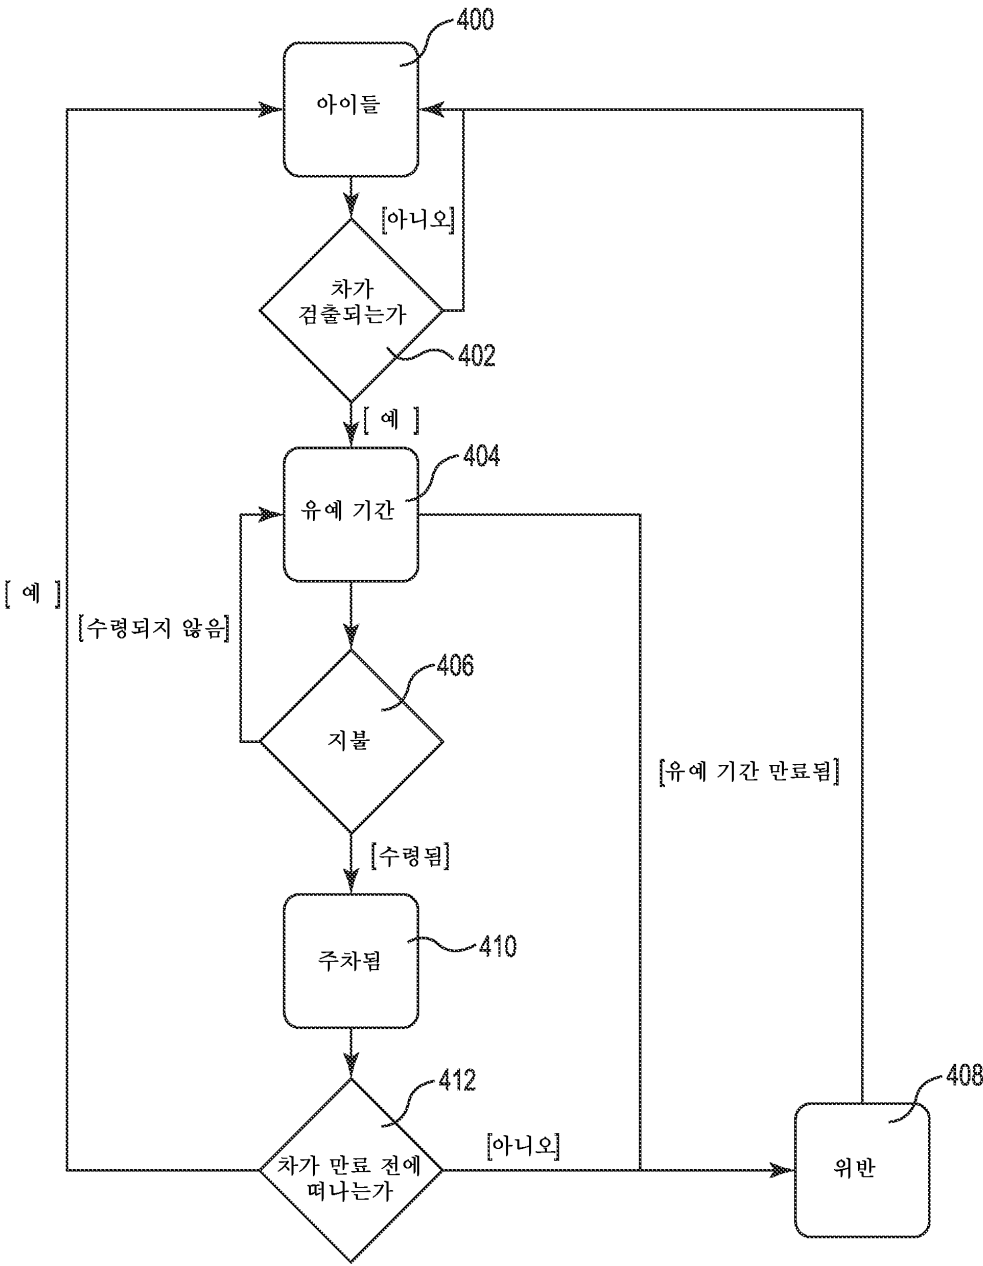 400
아이들
[아니오]
차가
검출되는가
402
[ 예 ]
404
유예 기간
[ 예 ]
[수령되지 않음]
406
지불
[유예 기간 만료됨]
[수령됨]
410
주차됨
412
408
[아니오]
차가 만료 전에
떠나는가
위반